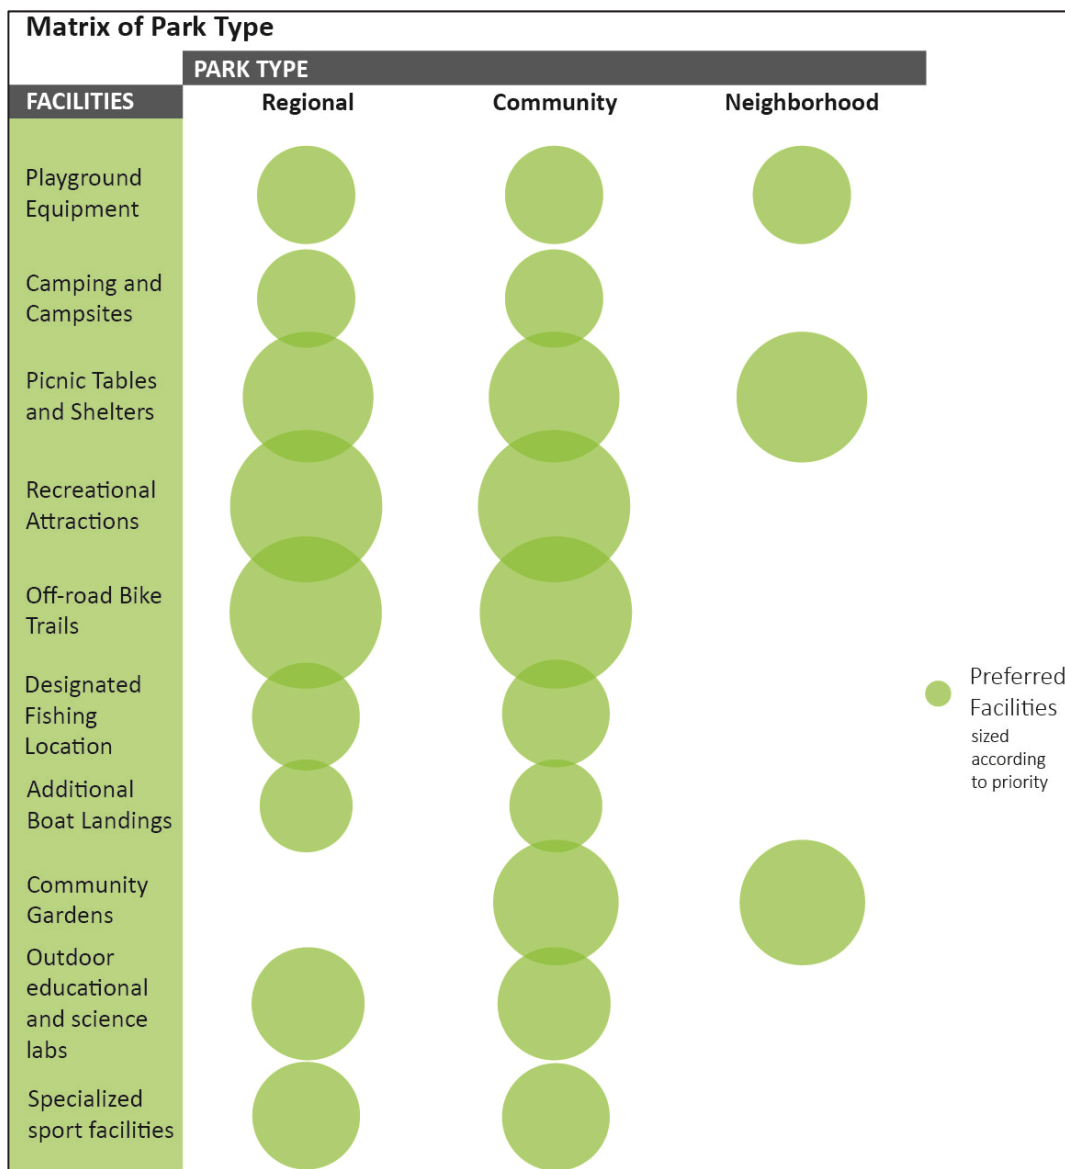 Matrix of Park Type
PARK TYPE
FACILITIES
Regional
Community
Neighborhood
Playground
Equipment
Camping and
Campsites
Picnic Tables
and Shelters
Recreational
Attractions
Off-road Bike
Trails
Designated
Fishing
Location
Additional
Boat Landings
Community
Gardens
Outdoor
educational
and science
labs
Specialized
sport facilities
Preferred
Facilities
sized
according
to priority